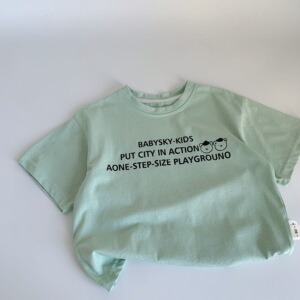 BABYSKY-KIDS
PUT CITY IN ACTION
AONE-STEP-SIZE PLAYGROUNO